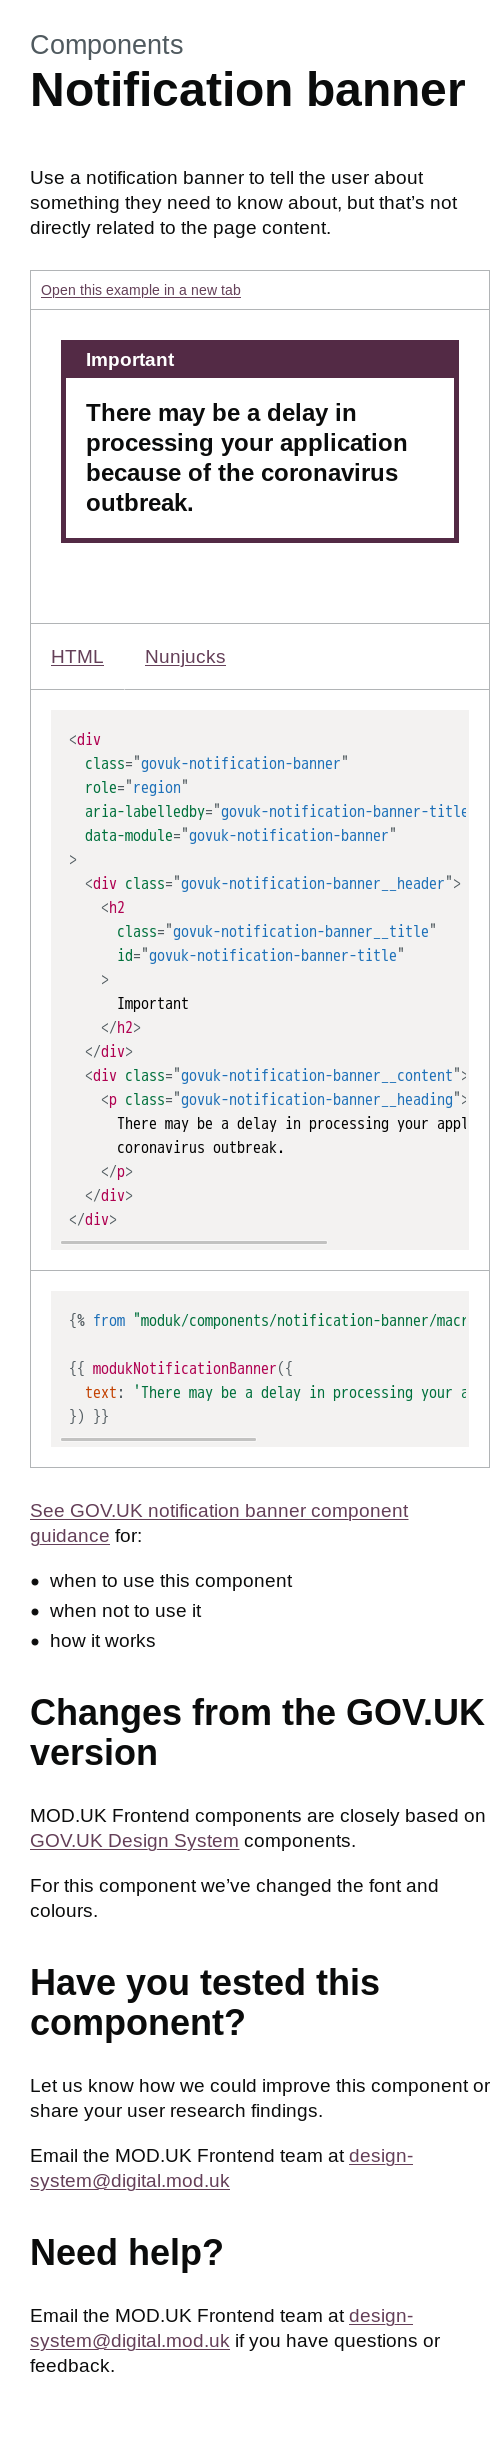 Components
Notification banner
Use a notification banner to tell the user about
something they need to know about, but that’s not
directly related to the page content.
Open this example in a new tab
Important
There may be a delay in
processing your application
because of the coronavirus
outbreak.
HTML Nunjucks
<div
  class="govuk-notification-banner"
  role="region"
  aria-labelledby="govuk-notification-banner-title
  data-module="govuk-notification-banner"
>
  <div class="govuk-notification-banner__header">
    <h2
      class="govuk-notification-banner__title"
      id="govuk-notification-banner-title"
    >
      Important
    </h2>
  </div>
  <div class="govuk-notification-banner__content">
    <p class="govuk-notification-banner__heading">
      There may be a delay in processing your appl
      coronavirus outbreak.
    </p>
  </div>
</div>
{% from "moduk/components/notification-banner/macr
{{ modukNotificationBanner({
  text: 'There may be a delay in processing your a
}) }}
See GOV.UK notification banner component
guidance for:
• when to use this component
• when not to use it
• how it works
Changes from the GOV.UK
version
MOD.UK Frontend components are closely based on
GOV.UK Design System components.
For this component we’ve changed the font and
colours.
Have you tested this
component?
Let us know how we could improve this component or
share your user research findings.
Email the MOD.UK Frontend team at design-
system@digital.mod.uk
Need help?
Email the MOD.UK Frontend team at design-
system@digital.mod.uk if you have questions or
feedback.